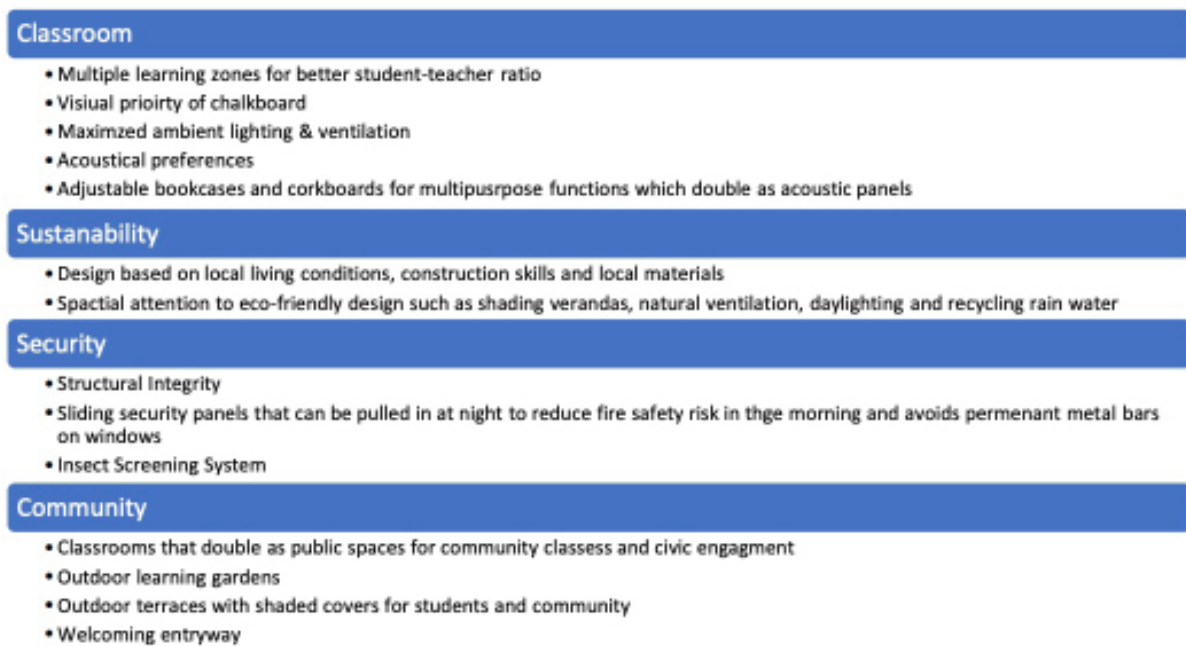 Classroom
• Multiple learning zones for better student-teacher ratio
• Visiual prioirty of chalkboard
• Maximzed ambient lighting & ventilation
• Acoustical preferences
• Adjustable bookcases and corkboards for multipusrpose functions which double as acoustic panels
Sustanability
• Design based on local living conditions, construction skills and local materials
• Spactial attention to eco-friendly design such as shading verandas, natural ventilation, daylighting and recycling rain water
Security
• Structural Integrity
• Sliding security panels that can be pulled in at night to reduce fire safety risk in thge morning and avoids permenant metal bars
on windows
• Insect Screening System
Community
• Classrooms that double as public spaces for community classess and civic engagment
• Outdoor learning gardens
• Outdoor terraces with shaded covers for students and community
• Welcoming entryway